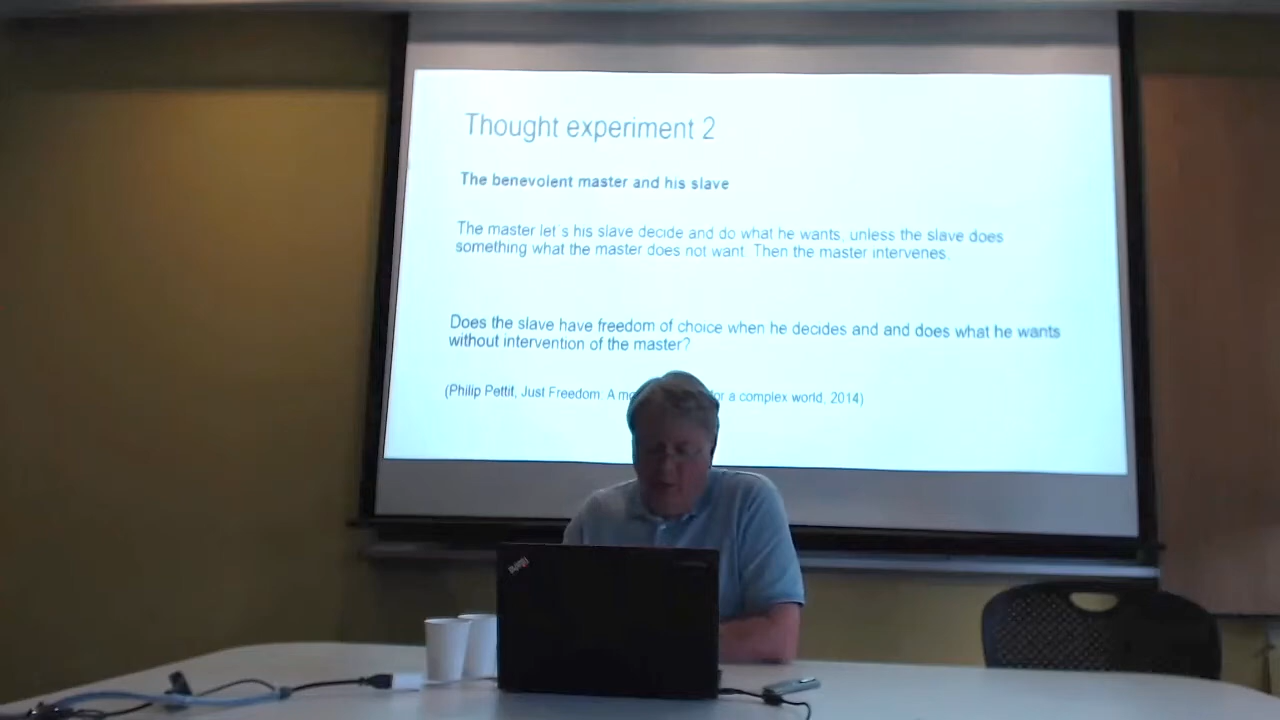 Thought experiment 2
The benevolent master and his slave
The master let s his slave decide and do what he wants, unless the slave does
something what the master does not want. Then the master intervenes.
Does the slave have freedom of choice when he decides and and does what he wants
without intervention of the master?
(Philip Pettit, Just Freedom. A or a complex world, 2014)